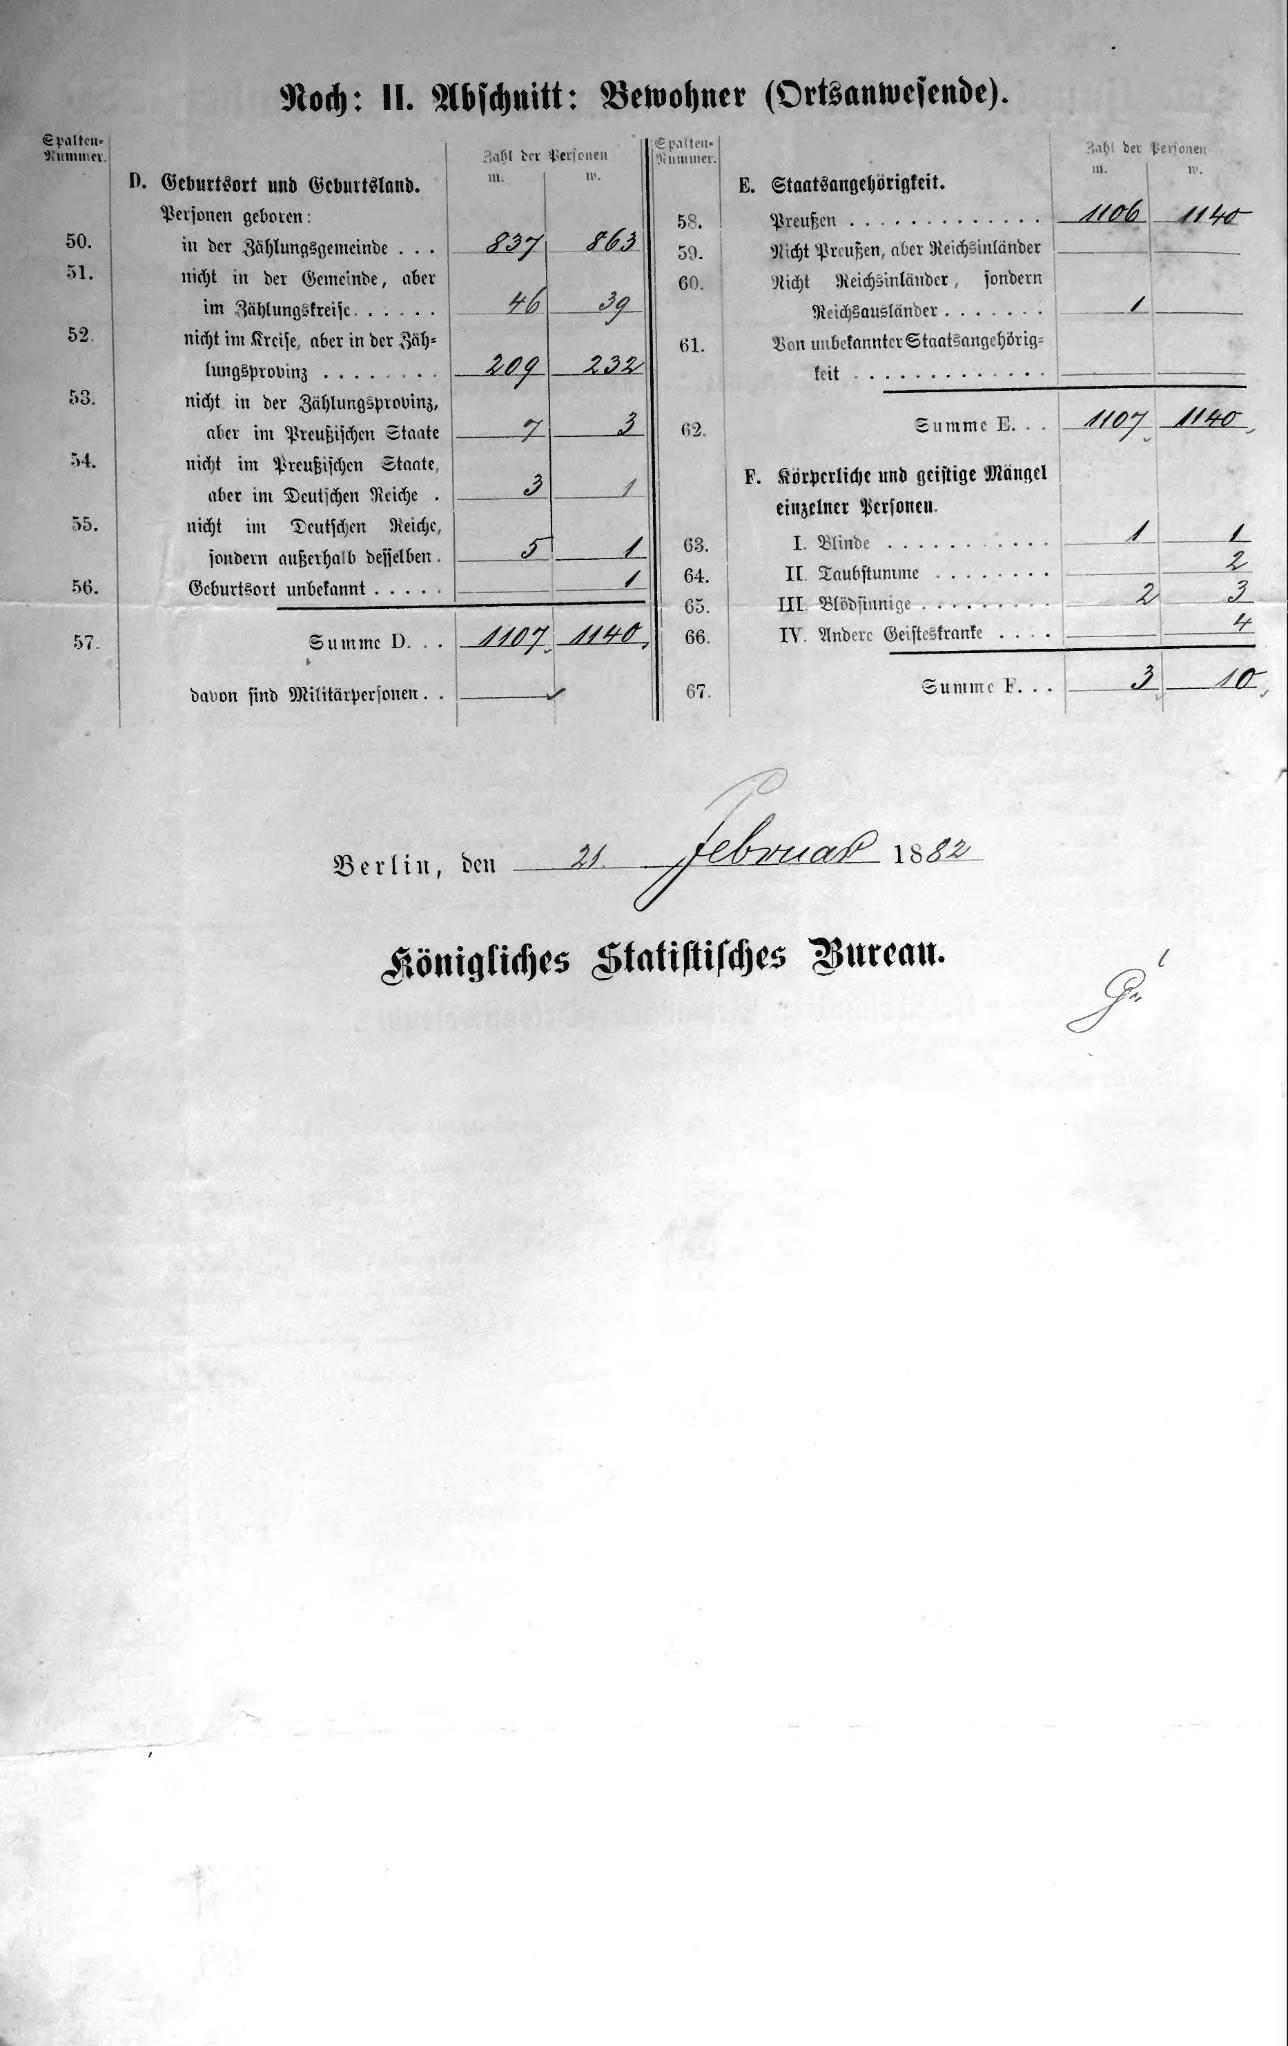 Noch: II. Abschnitt: Bewohner (Ortsanwesende).
Spalten-
Nummer.
Zahl der Personen
m. w.
D. Geburtsort und Geburtsland.
Personen geboren:
50. in der Zählungsgemeinde . . . 837 863
51. nicht in der Gemeinde, aber
im Zählungskreise . . . . . . 46 39
52. nicht im Kreise, aber in der Zäh-
lungsprovinz . . . . . . . . 209 232
53. nicht in der Zählungsprovinz,
aber im Preußischen Staate 7 3
54. nicht im Preußischen Staate,
aber im Deutschen Reiche . 3 1
55. nicht im Deutschen Reiche,
sondern außerhalb desselben . 5 1
56. Geburtsort unbekannt . . . . . 1
57. Summe D. . . 1107 1140
davon sind Militärpersonen . .
Spalten-
Nummer.
Zahl der Personen
m. w.
E. Staatsangehörigkeit.
58. Preußen . . . . . . . . . . . . . 1106 1140
59. Nicht Preußen, aber Reichsinländer
60. Nicht Reichsinländer, sondern
Reichsausländer . . . . . . . 1
61. Von unbekannter Staatsangehörig-
keit . . . . . . . . . . . . .
62. Summe E. . . 1107 1140
F. Körperliche und geistige Mängel
einzelner Personen.
63. I. Blinde . . . . . . . . . . . 1 1
64. II. Taubstumme . . . . . . . . 2
65. III. Blödsinnige . . . . . . . . . 2 3
66. IV. Andere Geisteskranke . . . . 4
67. Summe F. . . 3 10
Berlin, den 21. Februar 1882
Königliches Statistisches Bureau.